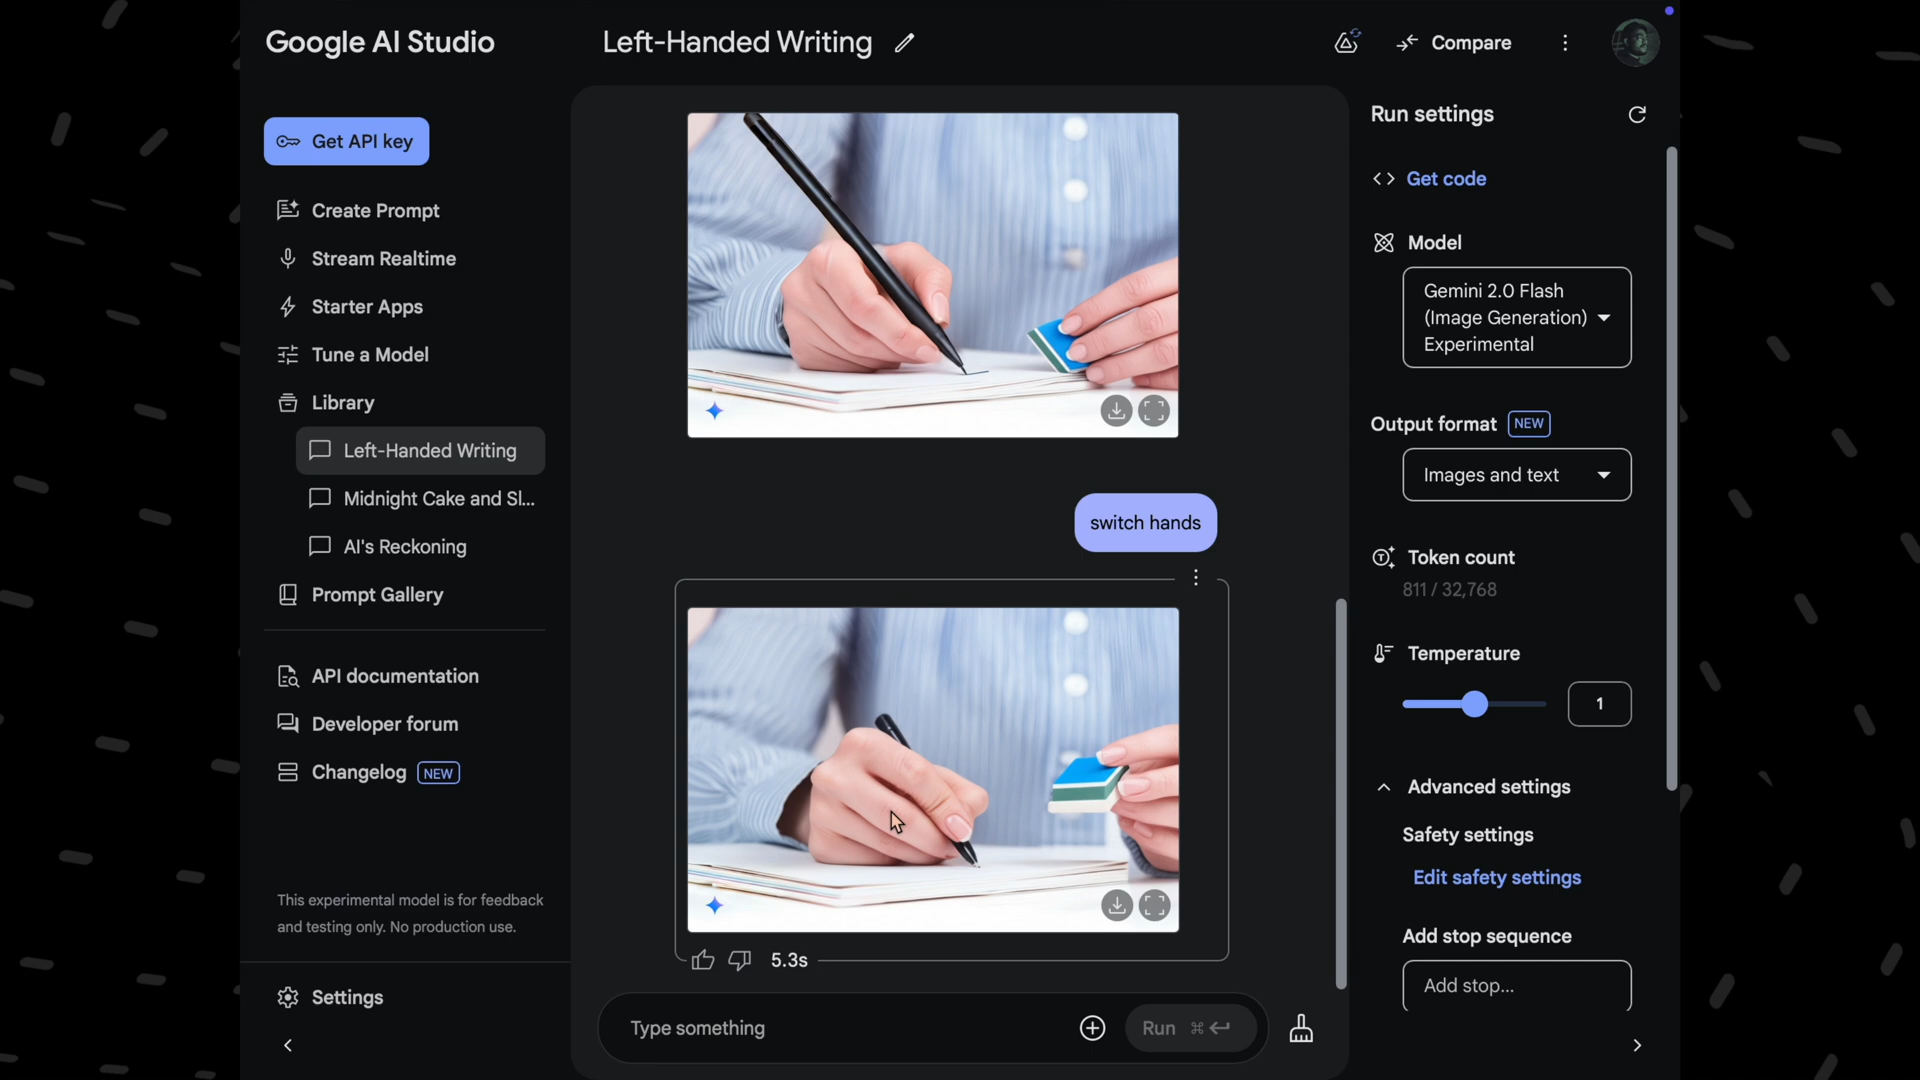 Google AI Studio
Left-Handed Writing
Compare
Get API key
Create Prompt
Stream Realtime
Starter Apps
Tune a Model
Library
Left-Handed Writing
Midnight Cake and Sl...
AI's Reckoning
Prompt Gallery
API documentation
Developer forum
Changelog NEW
This experimental model is for feedback
and testing only. No production use.
Settings
switch hands
5.3s
Type something
Run ⌘ ↵
Run settings
Get code
Model
Gemini 2.0 Flash
(Image Generation)
Experimental
Output format NEW
Images and text
Token count
811 / 32,768
Temperature
1
Advanced settings
Safety settings
Edit safety settings
Add stop sequence
Add stop...